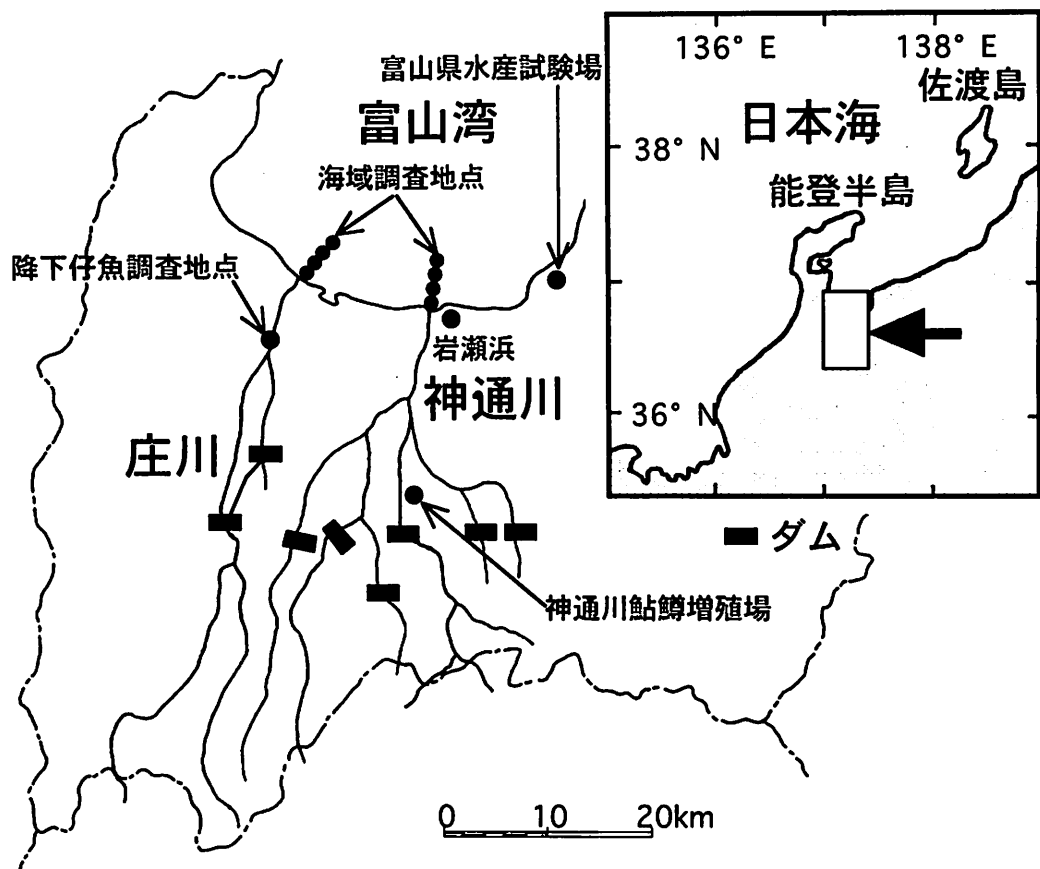 富山県水産試験場
富山湾
海域調査地点
降下仔魚調査地点
岩瀬浜
神通川
庄川
ダム
神通川鮎鱒増殖場
0 10 20km
136° E 138° E
佐渡島
日本海
38° N
能登半島
36° N